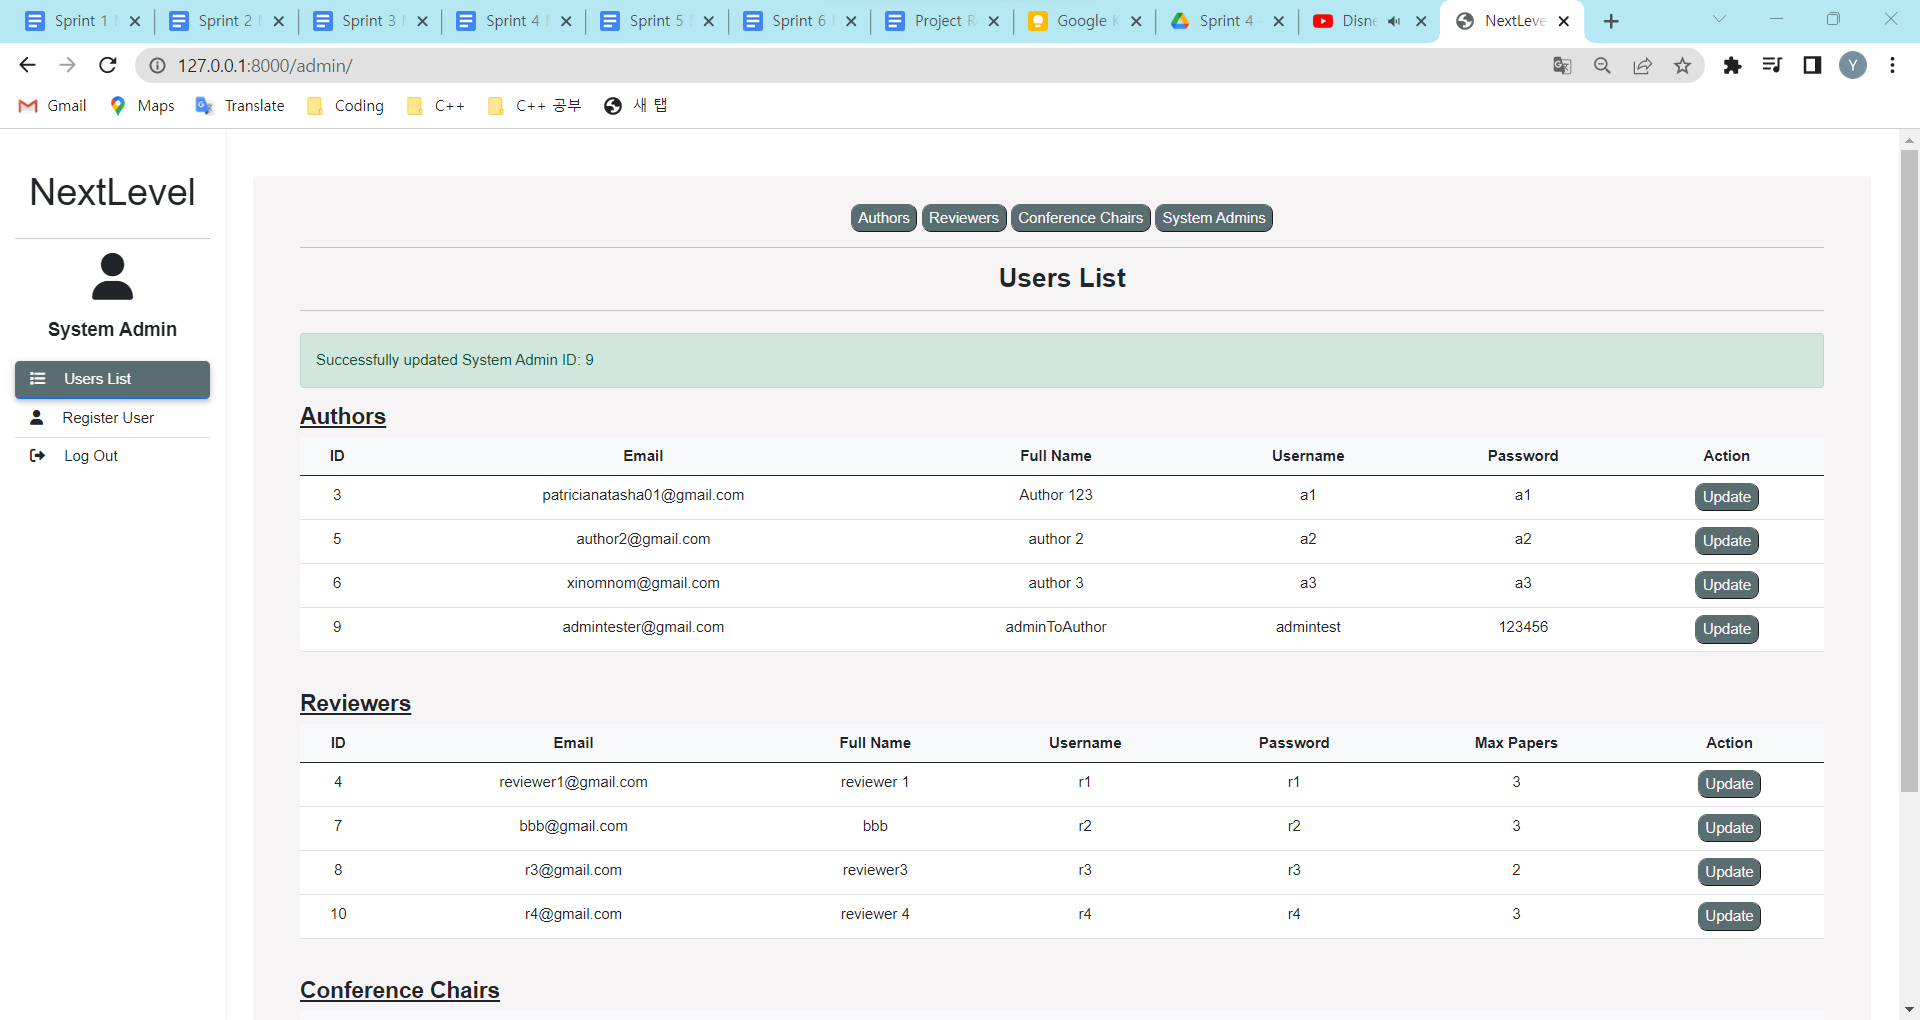 Sprint 1 Sprint 2 Sprint 3 Sprint 4 Sprint 5 Sprint 6 Project Google Sprint 4 NextLeve
127.0.0.1:8000/admin/ Y
Gmail Maps Translate Coding C++ C++ 공부 새 탭
NextLevel
System Admin
Users List
Register User
Log Out
Authors Reviewers Conference Chairs System Admins
Users List
Successfully updated System Admin ID: 9
Authors
ID Email Full Name Username Password Action
3 patricianatasha01@gmail.com Author 123 a1 a1 Update
5 author2@gmail.com author 2 a2 a2 Update
6 xinomnom@gmail.com author 3 a3 a3 Update
9 admintester@gmail.com adminToAuthor admintest 123456 Update
Reviewers
ID Email Full Name Username Password Max Papers Action
4 reviewer1@gmail.com reviewer 1 r1 r1 3 Update
7 bbb@gmail.com bbb r2 r2 3 Update
8 r3@gmail.com reviewer3 r3 r3 2 Update
10 r4@gmail.com reviewer 4 r4 r4 3 Update
Conference Chairs